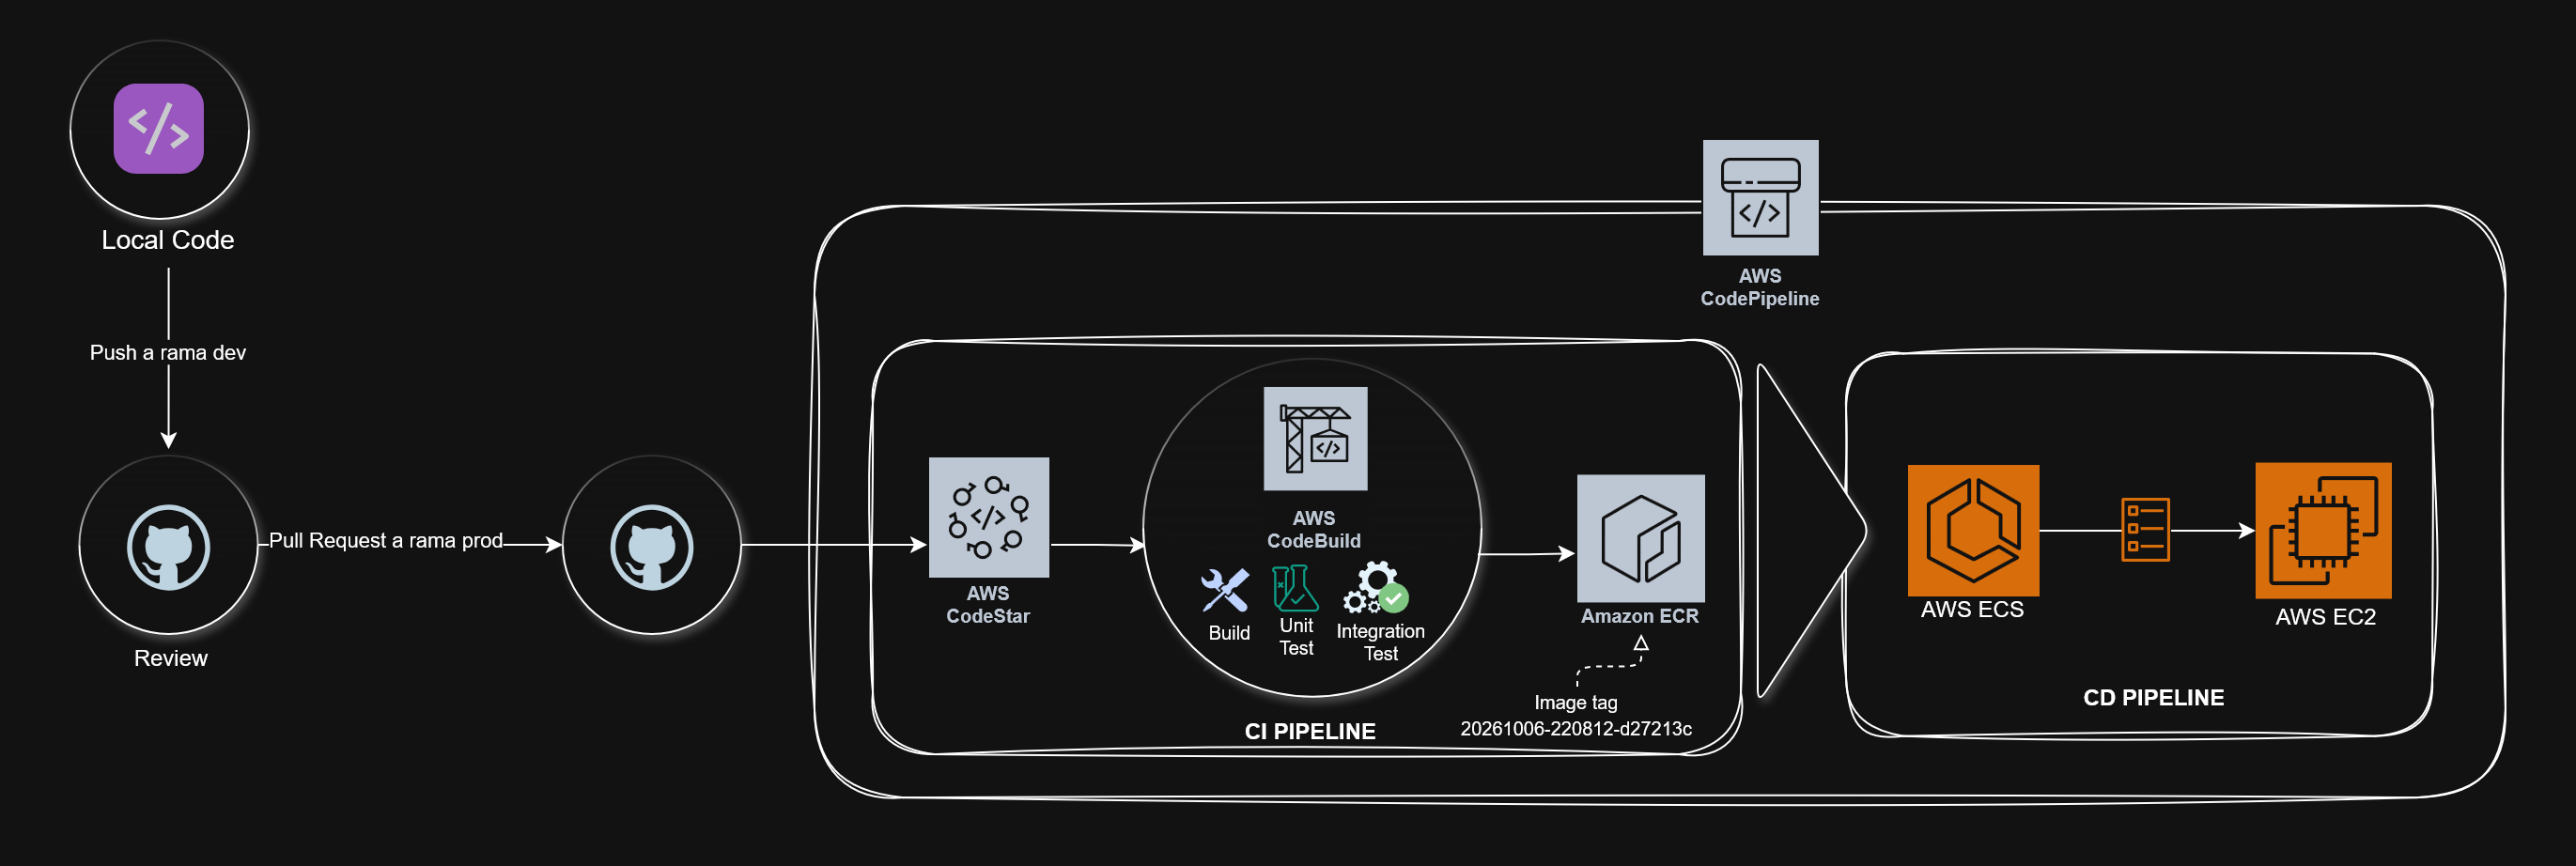 Local Code
Push a rama dev
Review
Pull Request a rama prod
AWS
CodePipeline
AWS
CodeStar
AWS
CodeBuild
Build
Unit
Test
Integration
Test
Amazon ECR
Image tag
20261006-220812-d27213c
CI PIPELINE
AWS ECS
AWS EC2
CD PIPELINE